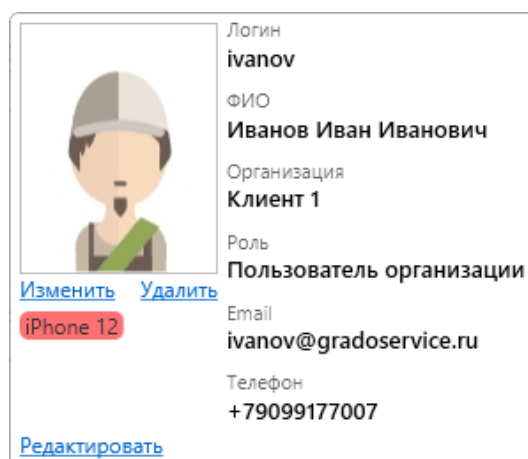 Логин
ivanov
ФИО
Иванов Иван Иванович
Организация
Клиент 1
Роль
Пользователь организации
Изменить Удалить
iPhone 12
Email
ivanov@gradoservice.ru
Телефон
+79099177007
Редактировать